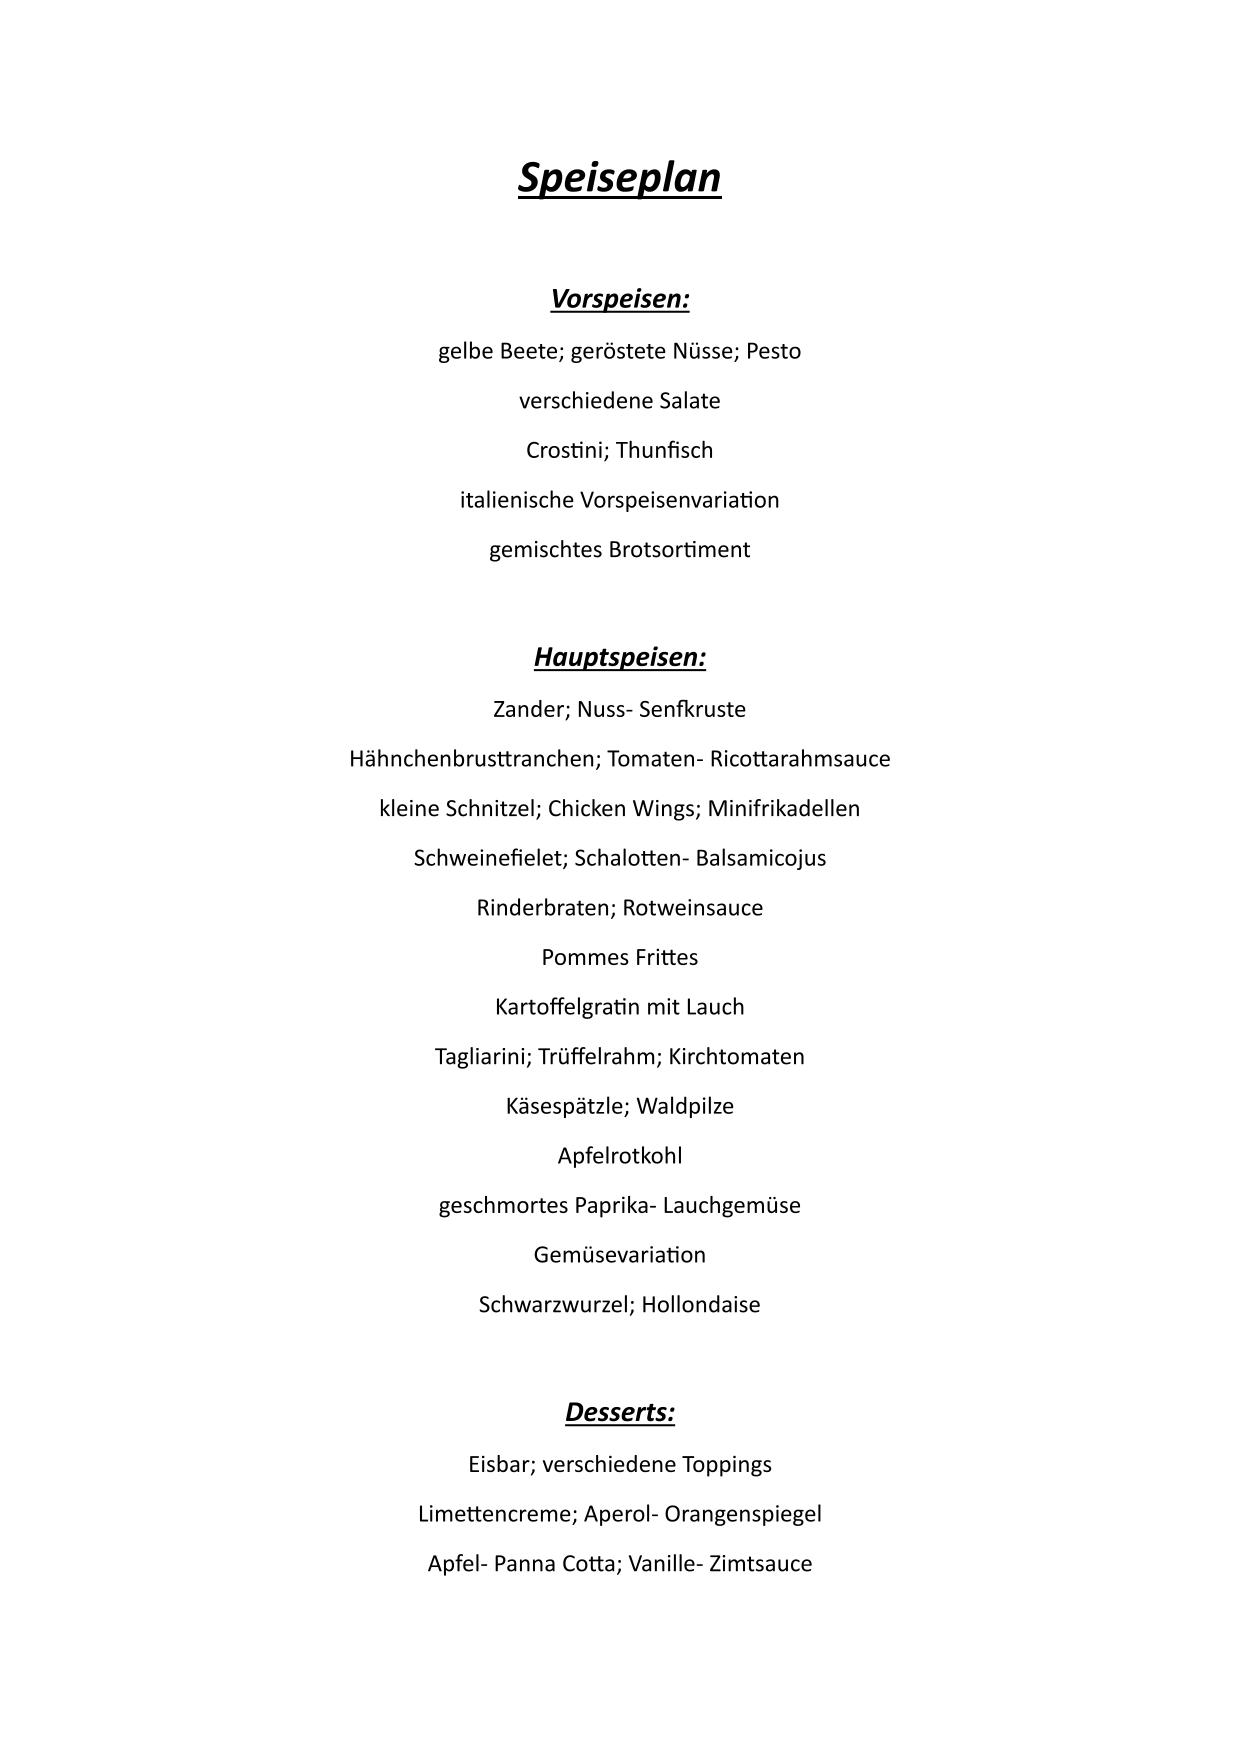 Speiseplan
Vorspeisen:
gelbe Beete; geröstete Nüsse; Pesto
verschiedene Salate
Crostini; Thunfisch
italienische Vorspeisenvariation
gemischtes Brotsortiment
Hauptspeisen:
Zander; Nuss- Senfkruste
Hähnchenbrusttranchen; Tomaten- Ricottarahmsauce
kleine Schnitzel; Chicken Wings; Minifrikadellen
Schweinefielet; Schalotten- Balsamicojus
Rinderbraten; Rotweinsauce
Pommes Frittes
Kartoffelgratin mit Lauch
Tagliarini; Trüffelrahm; Kirchtomaten
Käsespätzle; Waldpilze
Apfelrotkohl
geschmortes Paprika- Lauchgemüse
Gemüsevariation
Schwarzwurzel; Hollondaise
Desserts:
Eisbar; verschiedene Toppings
Limettencreme; Aperol- Orangenspiegel
Apfel- Panna Cotta; Vanille- Zimtsauce